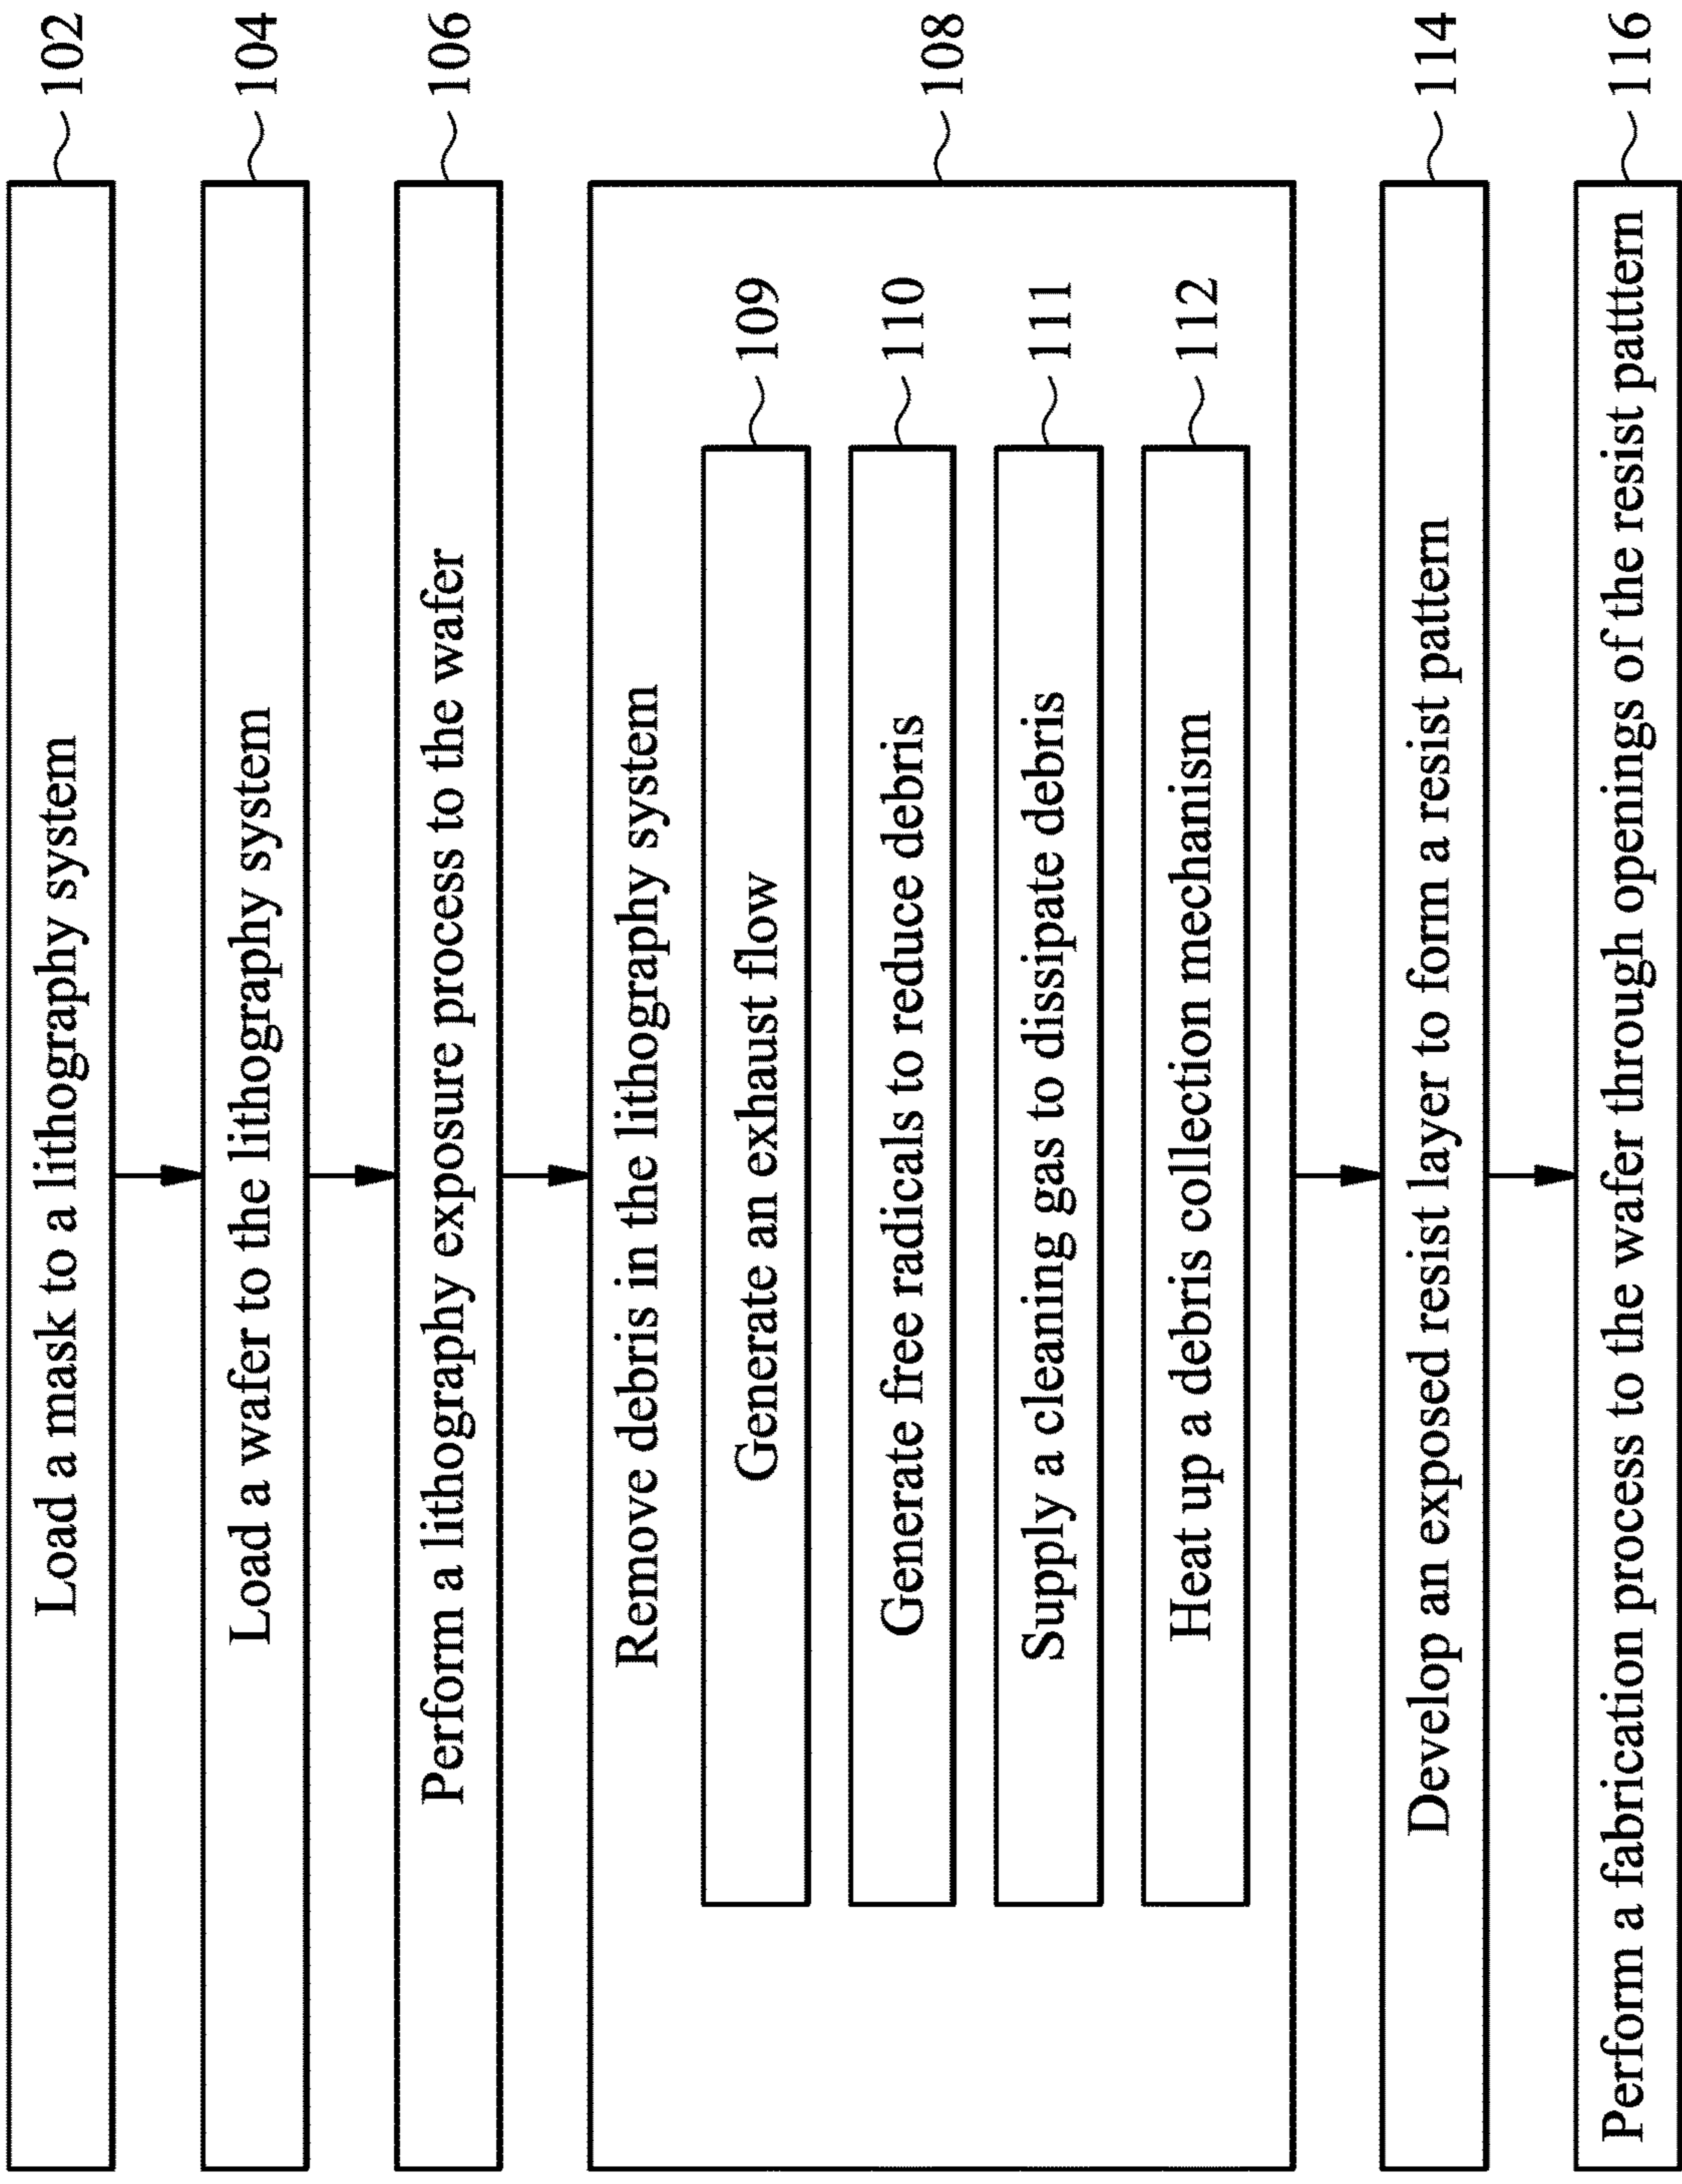 Load a mask to a lithography system 102
Load a wafer to the lithography system 104
Perform a lithography exposure process to the wafer 106
Remove debris in the lithography system 108
Generate an exhaust flow 109
Generate free radicals to reduce debris 110
Supply a cleaning gas to dissipate debris 111
Heat up a debris collection mechanism 112
Develop an exposed resist layer to form a resist pattern 114
Perform a fabrication process to the wafer through openings of the resist pattern 116